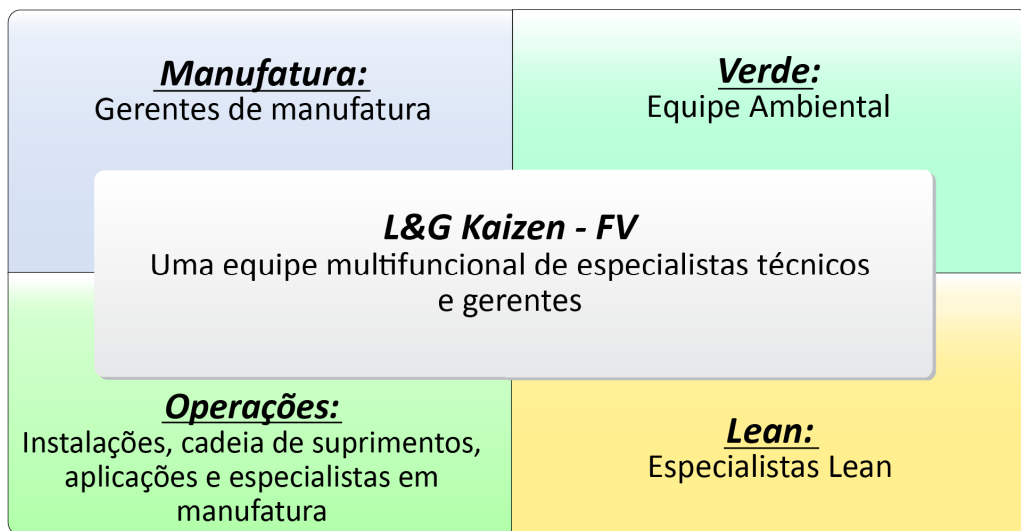 Manufatura:
Gerentes de manufatura
Verde:
Equipe Ambiental
L&G Kaizen - FV
Uma equipe multifuncional de especialistas técnicos
e gerentes
Operações:
Instalações, cadeia de suprimentos,
aplicações e especialistas em
manufatura
Lean:
Especialistas Lean